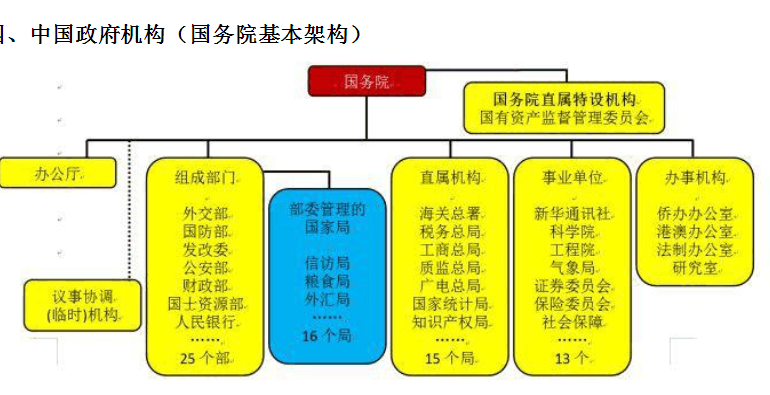 四、中国政府机构（国务院基本架构）
国务院
国务院直属特设机构
国有资产监督管理委员会
办公厅
议事协调
(临时)机构
组成部门
外交部
国防部
发改委
公安部
财政部
国土资源部
人民银行
……
25 个部
部委管理的
国家局
信访局
粮食局
外汇局
……
16 个局
直属机构
海关总署
税务总局
工商总局
质监总局
广电总局
国家统计局
知识产权局
……
15 个局
事业单位
新华通讯社
科学院
工程院
气象局
证券委员会
保险委员会
社会保障
……
13 个
办事机构
侨办办公室
港澳办公室
法制办公室
研究室